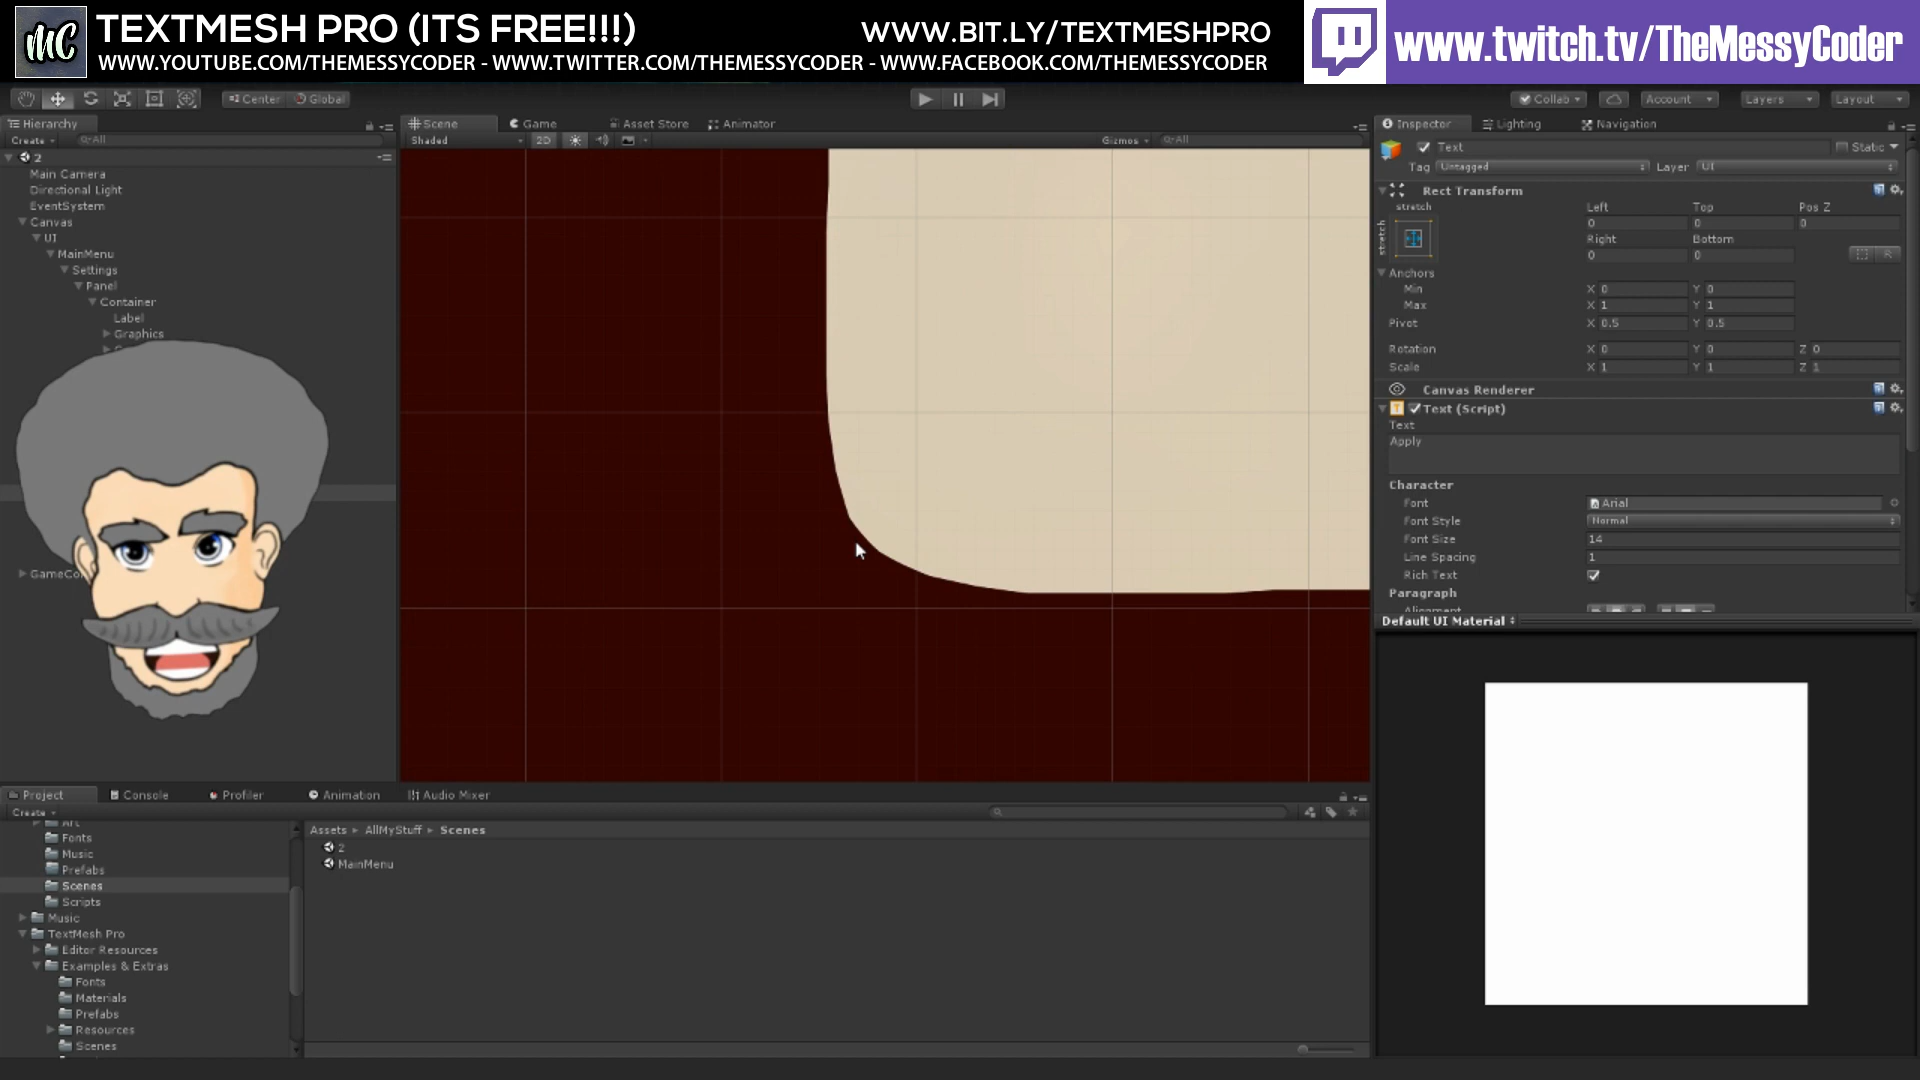 MC
TEXTMESH PRO (ITS FREE!!!)
WWW.BIT.LY/TEXTMESHPRO
WWW.YOUTUBE.COM/THEMESSYCODER - WWW.TWITTER.COM/THEMESSYCODER - WWW.FACEBOOK.COM/THEMESSYCODER
www.twitch.tv/TheMessyCoder
Center Global
Collab Account Layers Layout
Hierarchy
Create All
2
Main Camera
Directional Light
EventSystem
Canvas
UI
MainMenu
Settings
Panel
Container
Label
Graphics
GameCo
Scene Game Asset Store Animator
Shaded 2D Gizmos All
Inspector Lighting Navigation
Text Static
Tag Untagged Layer UI
Rect Transform
stretch Left Top Pos Z
stretch
0 0 0
Right Bottom
0 0 R
Anchors
Min X 0 Y 0
Max X 1 Y 1
Pivot X 0.5 Y 0.5
Rotation X 0 Y 0 Z 0
Scale X 1 Y 1 Z 1
Canvas Renderer
Text (Script)
Text
Apply
Character
Font Arial
Font Style Normal
Font Size 14
Line Spacing 1
Rich Text
Paragraph
Alignment
Default UI Material
Project Console Profiler Animation Audio Mixer
Create
Art
Fonts
Music
Prefabs
Scenes
Scripts
Music
TextMesh Pro
Editor Resources
Examples & Extras
Fonts
Materials
Prefabs
Resources
Scenes
Assets AllMyStuff Scenes
2
MainMenu